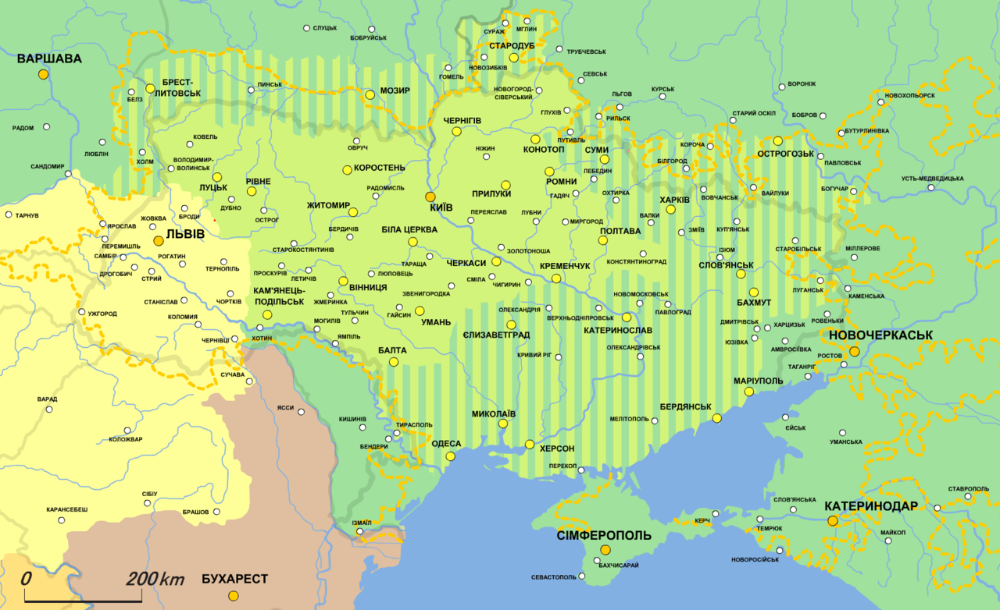 СЛУЦЬК
БОБРУЙСЬК
СУРАЖ
МГЛИН
СТАРОДУБ
ТРУБЧЕВСЬК
ВАРШАВА
НОВОЗИБКІВ
ГОМЕЛЬ
СЕВСЬК
БРЕСТ-
ЛИТОВСЬК
БЕЛЗ
ПИНСЬК
МОЗИР
НОВОГОРОД-
СІВЕРСЬКИЙ
ЛЬГОВ
КУРСЬК
ВОРОНІЖ
НОВОХОПЬОРСК
РАДОМ
ЧЕРНІГІВ
ГЛУХІВ
РИЛЬСК
СТАРИЙ ОСКІЛ
БОБРОВ
БУТУРЛИНІВКА
КОВЕЛЬ
ОВРУЧ
НІЖИН
КОНОТОП
ПУТИВЛЬ
СУМИ
КОРОЧА
ОСТРОГОЗЬК
ЛЮБЛІН
ХОЛМ
ВОЛОДИМИР-
ВОЛИНСЬК
КОРОСТЕНЬ
ЛЕБЕДИН
БІЛГОРОД
ПАВЛОВСЬК
САНДОМИР
ЛУЦЬК
РІВНЕ
РАДОМИСЛЬ
ПРИЛУКИ
РОМНИ
ГАДЯЧ
ОХТИРКА
ВОВЧАНСЬК
ВАЙЛУКИ
БОГУЧАР
УСТЬ-МЕДВЕДИЦЬКА
ТАРНУВ
ЖОВКВА
БРОДИ
ДУБНО
ОСТРОГ
ЖИТОМИР
КИЇВ
ПЕРЕЯСЛАВ
ЛУБНИ
МИРГОРОД
ВАЛКИ
ХАРКІВ
ЗМІЇВ
КУП'ЯНСЬК
ЯРОСЛАВ
ЛЬВІВ
БЕРДИЧІВ
БІЛА ЦЕРКВА
ПОЛТАВА
ПЕРЕМИШЛЬ
САМБІР
РОГАТИН
СТАРОКОСТЯНТИНІВ
ЗОЛОТОНОША
КОНСТЯНТИНОГРАД
ІЗЮМ
СТАРОБІЛЬСЬК
МІЛЛЕРОВЕ
ДРОГОБИЧ
СТРИЙ
ТЕРНОПІЛЬ
ПРОСКУРІВ
ЛЕТИЧІВ
ЛЮПОВЕЦЬ
ТАРАЩА
ЧЕРКАСИ
КРЕМЕНЧУК
СЛОВ'ЯНСЬК
СМІЛА
ЧИГИРИН
КАМ'ЯНЕЦЬ-
ПОДІЛЬСЬК
ВІННИЦЯ
ЗВЕНИГОРОДКА
НОВОМОСКОВСЬК
ЛУГАНСЬК
КАМЕНСЬКА
СТАНІСЛАВ
ЧОРТКІВ
ЖМЕРИНКА
БАХМУТ
УЖГОРОД
КОЛОМИЯ
ТУЛЬЧИН
ГАЙСИН
УМАНЬ
ОЛЕКСАНДРІЯ
ВЕРХНЬОДНІПРОВСЬК
ПАВЛОГРАД
РОВЕНЬКИ
МОГИЛІВ
ЄЛИЗАВЕТГРАД
КАТЕРИНОСЛАВ
ДМИТРІВСЬК
ХАРЦИЗЬК
НОВОЧЕРКАСЬК
ЧЕРНІВЦІ
ХОТИН
ЯМПІЛЬ
ЮЗІВКА
АМВРОСІЇВКА
БАЛТА
КРИВИЙ РІГ
ОЛЕКСАНДРІВСЬК
РОСТОВ
ТАГАНРІГ
СУЧАВА
МАРІУПОЛЬ
ВАРАД
ЯССИ
МИКОЛАЇВ
БЕРДЯНСЬК
КИШИНІВ
ТИРАСПОЛЬ
МЕЛІТОПОЛЬ
ЄЙСЬК
КОЛОЖВАР
БЕНДЕРИ
ОДЕСА
ХЕРСОН
УМАНСЬКА
ПЕРЕКОП
СІБІУ
СТАВРОПОЛЬ
КАРАНСЕБЕШ
БРАШОВ
ІЗМАЇЛ
КЕРЧ
СЛОВ'ЯНСЬКА
КАТЕРИНОДАР
ТЕМРЮК
СІМФЕРОПОЛЬ
МАЙКОП
НОВОРОСІЙСЬК
БАХЧИСАРАЙ
СЕВАСТОПОЛЬ
0 200 km
БУХАРЕСТ